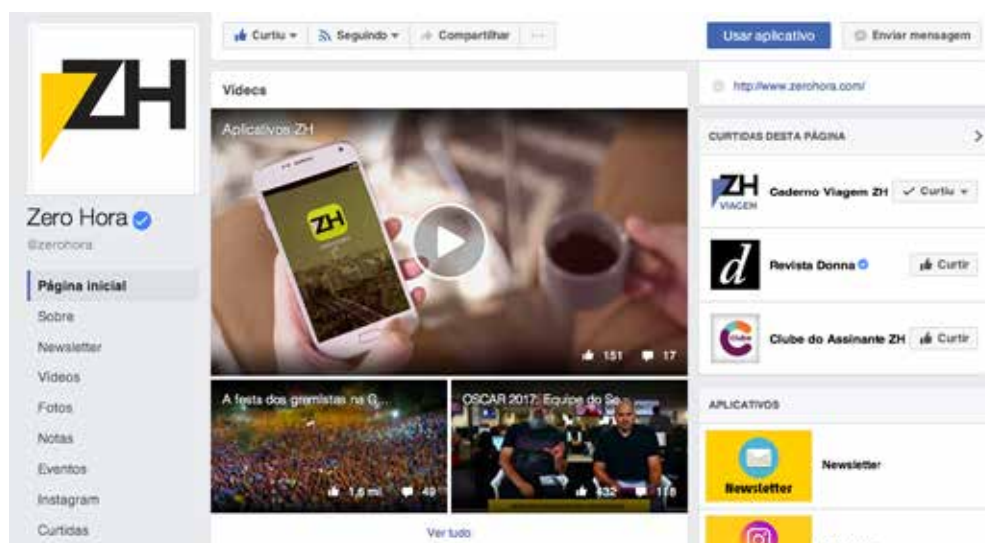 ZH
Zero Hora
@zerohora
Página inicial
Sobre
Newsletter
Vídeos
Fotos
Notas
Eventos
Instagram
Curtidas
Curtiu
Seguindo
Compartilhar
Vídeos
Aplicativos ZH
ZH
151
17
A festa dos gremistas na G...
1,6 mil
49
OSCAR 2017: Equipe do Se...
432
118
Ver tudo
Usar aplicativo
Enviar mensagem
http://www.zerohora.com/
CURTIDAS DESTA PÁGINA
ZH
VIAGEM
Caderno Viagem ZH
Curtiu
d
Revista Donna
Curtir
Clube
Clube do Assinante ZH
Curtir
APLICATIVOS
Newsletter
Newsletter